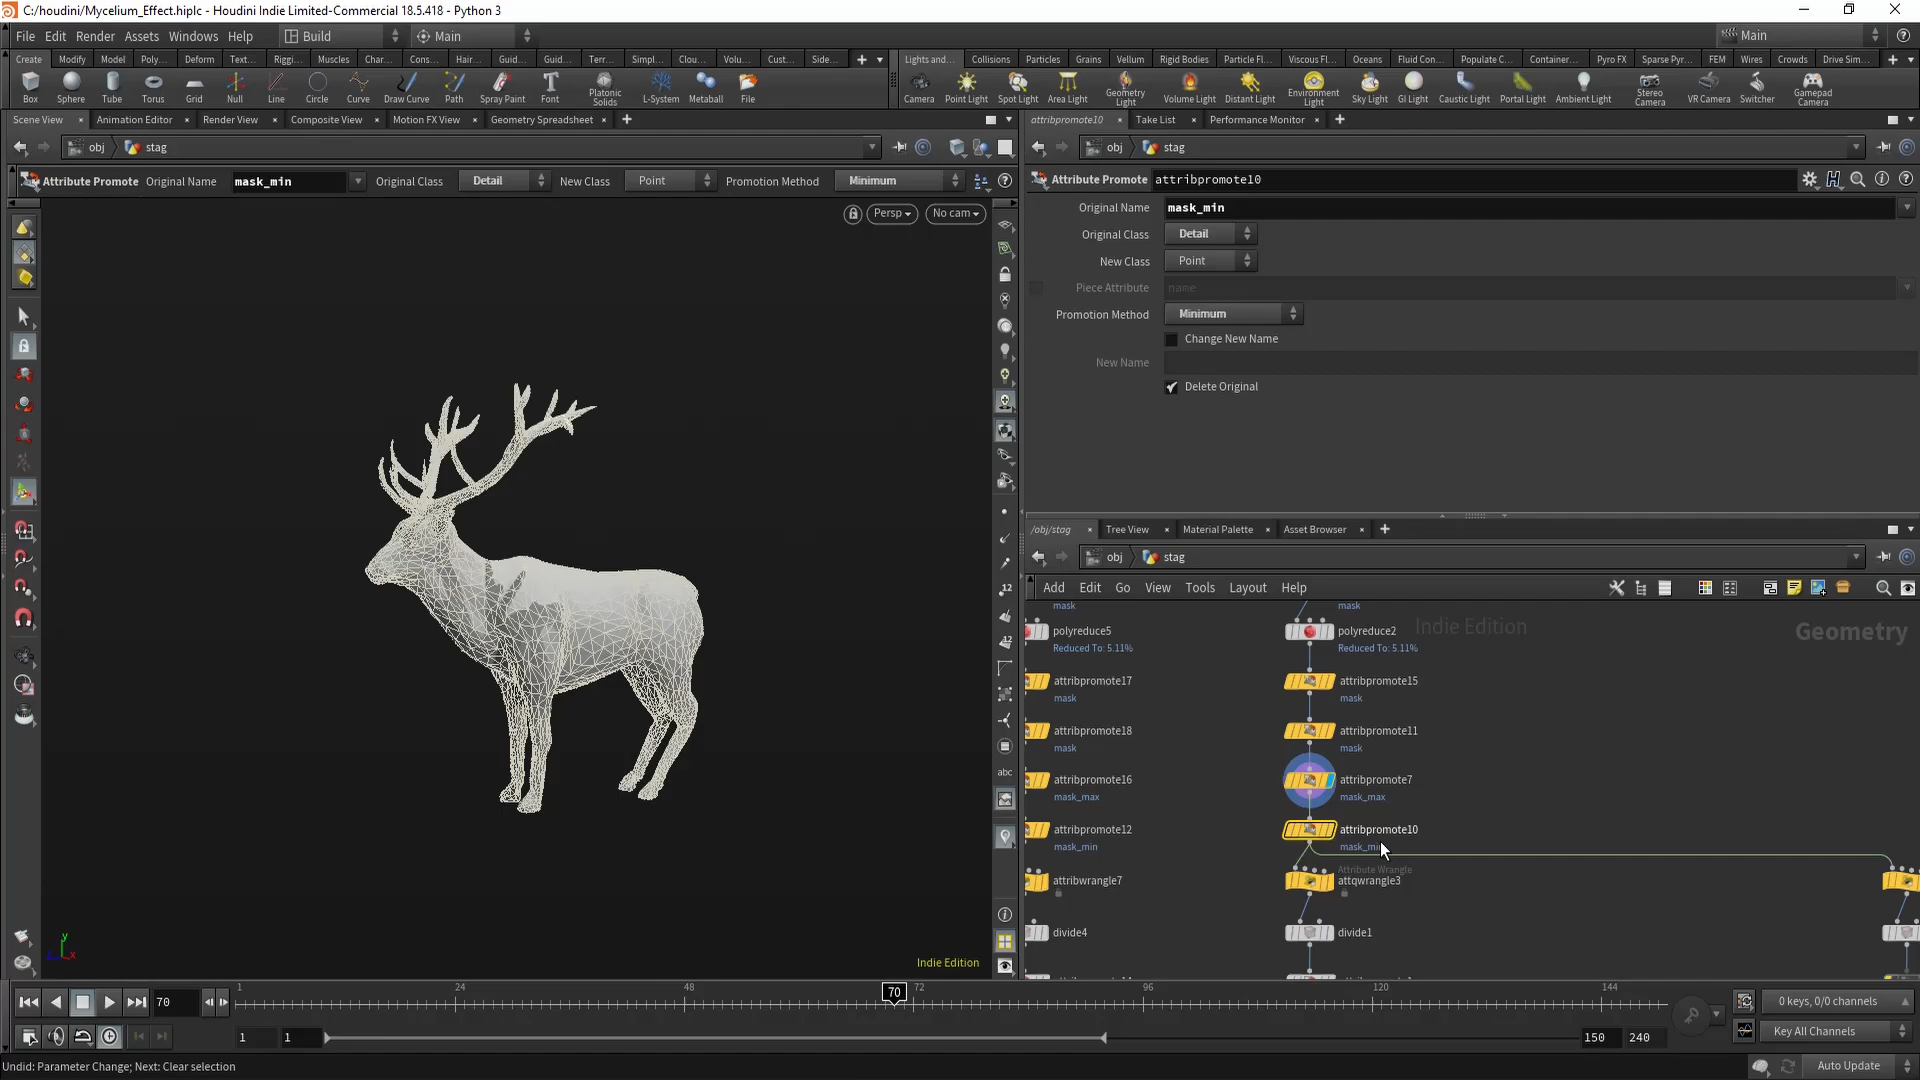 C:/houdini/Mycelium_Effect.hiplc - Houdini Indie Limited-Commercial 18.5.418 - Python 3
File Edit Render Assets Windows Help Build Main Main
Create Modify Model Poly... Deform Text... Riggi... Muscles Char... Cons... Hair... Guid... Guid... Terr... Simpl... Clou... Volu... Cust... Side...
Lights and... Collisions Particles Grains Vellum Rigid Bodies Particle Fl... Viscous Fl... Oceans Fluid Con... Populate C... Container... Pyro FX Sparse Pyr... FEM Wires Crowds Drive Sim...
Box Sphere Tube Torus Grid Null Line Circle Curve Draw Curve Path Spray Paint Font Platonic Solids L-System Metaball File
Camera Point Light Spot Light Area Light Geometry Light Volume Light Distant Light Environment Light Sky Light GI Light Caustic Light Portal Light Ambient Light Stereo Camera VR Camera Switcher Gamepad Camera
Scene View Animation Editor Render View Composite View Motion FX View Geometry Spreadsheet
attribpromote10 Take List Performance Monitor
obj stag
obj stag
Attribute Promote Original Name mask_min Original Class Detail New Class Point Promotion Method Minimum
Attribute Promote attribpromote10
Original Name mask_min
Original Class Detail
New Class Point
Piece Attribute name
Promotion Method Minimum
Change New Name
New Name
Delete Original
Persp No cam
Indie Edition
/obj/stag Tree View Material Palette Asset Browser
obj stag
Add Edit Go View Tools Layout Help
Indie Edition
Geometry
mask
polyreduce5
Reduced To: 5.11%
attribpromote17
mask
attribpromote18
mask
attribpromote16
mask_max
attribpromote12
mask_min
attribwrangle7
divide4
mask
polyreduce2
Reduced To: 5.11%
attribpromote15
mask
attribpromote11
mask
attribpromote7
mask_max
attribpromote10
Attribute Wrangle
attqwrangle3
divide1
abc
70
1 24 48 70 72 96 120 144
0 keys, 0/0 channels
1 1 150 240
Key All Channels
Undid: Parameter Change; Next: Clear selection
Auto Update